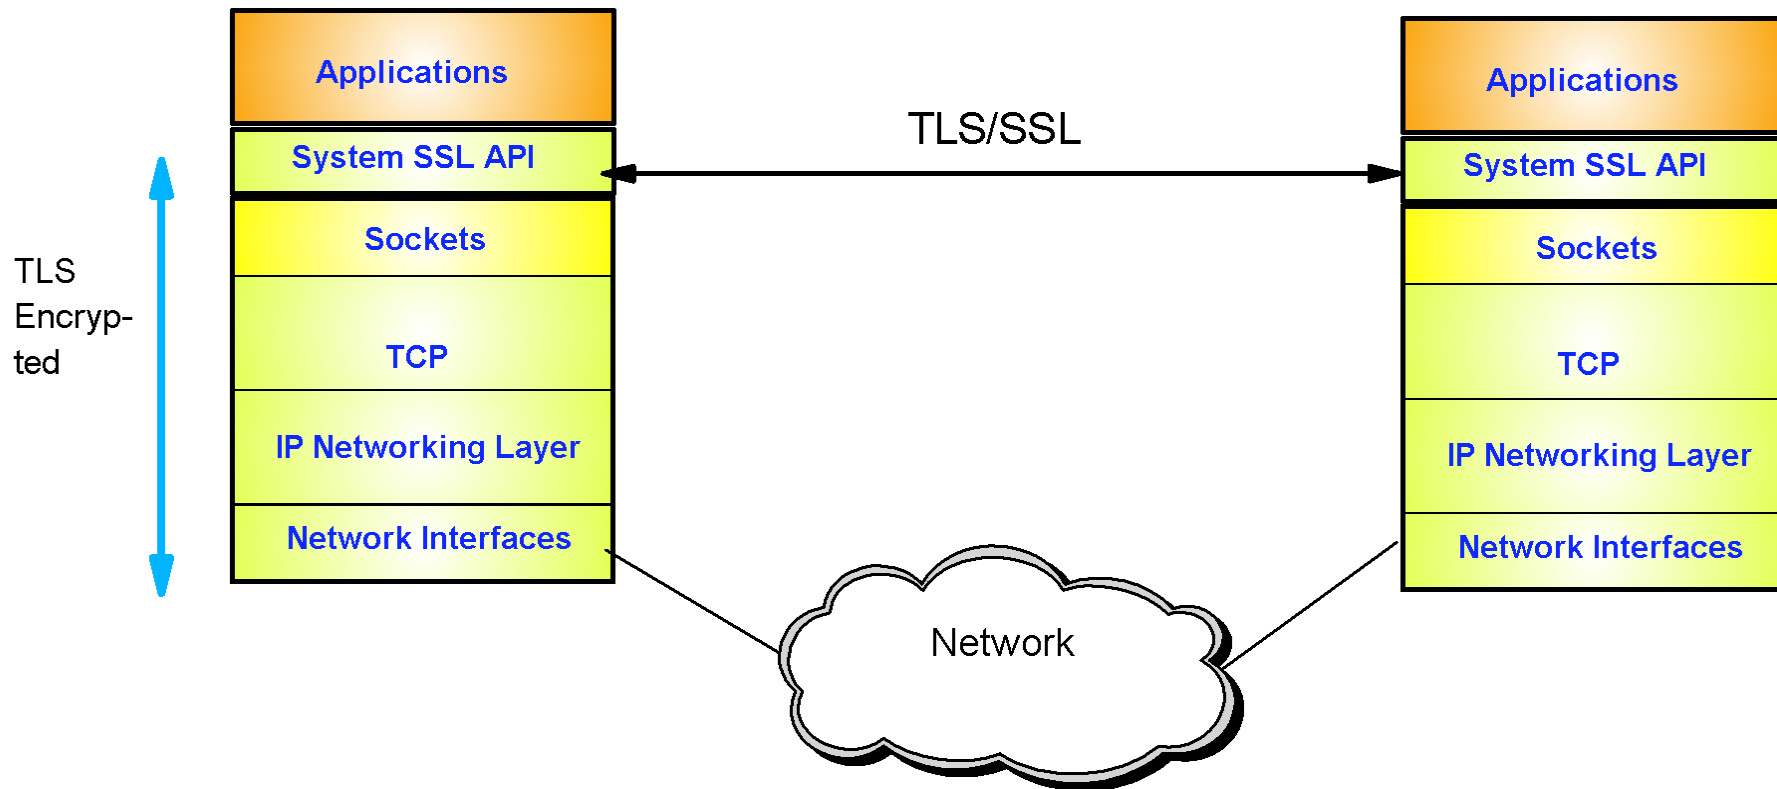 Applications
System SSL API
Sockets
TCP
IP Networking Layer
Network Interfaces
TLS
Encryp-
ted
TLS/SSL
Network
Applications
System SSL API
Sockets
TCP
IP Networking Layer
Network Interfaces